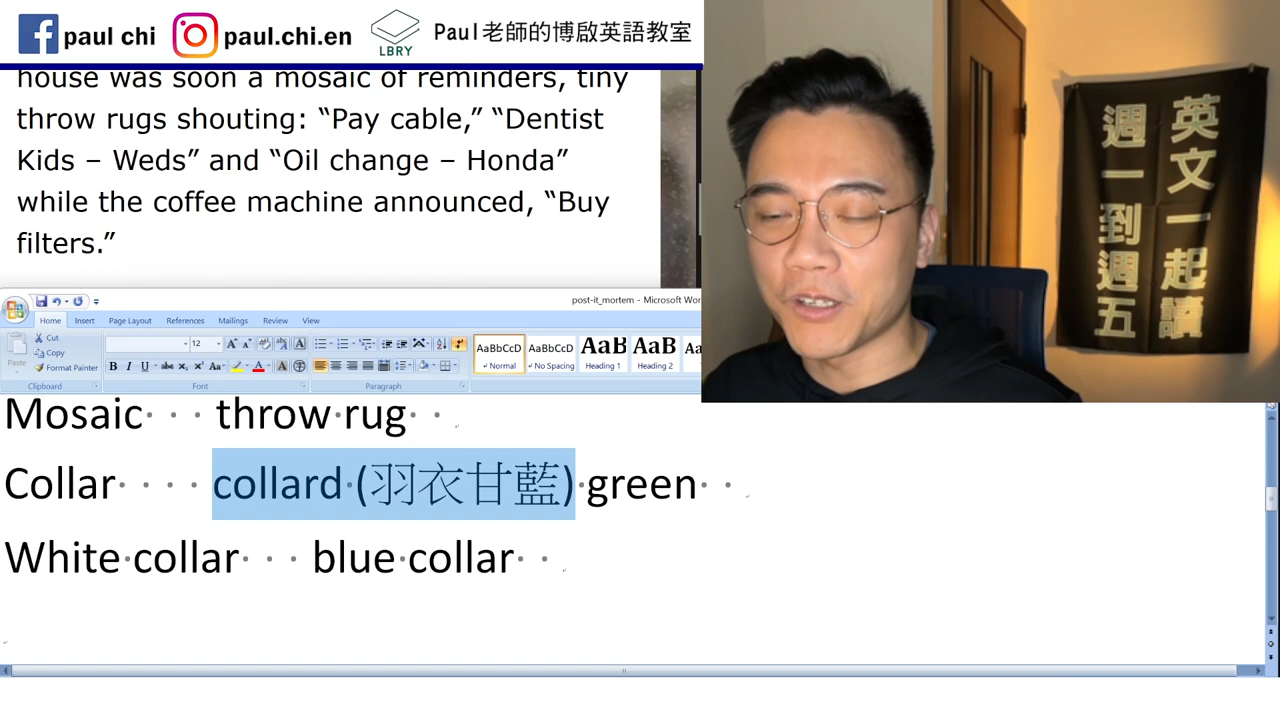 paul chi
paul.chi.en
LBRY
Paul老師的博啟英語教室
house was soon a mosaic of reminders, tiny
throw rugs shouting: “Pay cable,” “Dentist
Kids – Weds” and “Oil change – Honda”
while the coffee machine announced, “Buy
filters.”
post-it_mortem - Microsoft Wor
Home Insert Page Layout References Mailings Review View
Cut
Copy
Format Painter
Paste
Clipboard
12
Font
Paragraph
AaBbCcD AaBbCcD AaBb AaB Aa
Normal No Spacing Heading 1 Heading 2
Mosaic throw rug
Collar collard (羽衣甘藍) green
White collar blue collar
英文一起讀
週一到週五